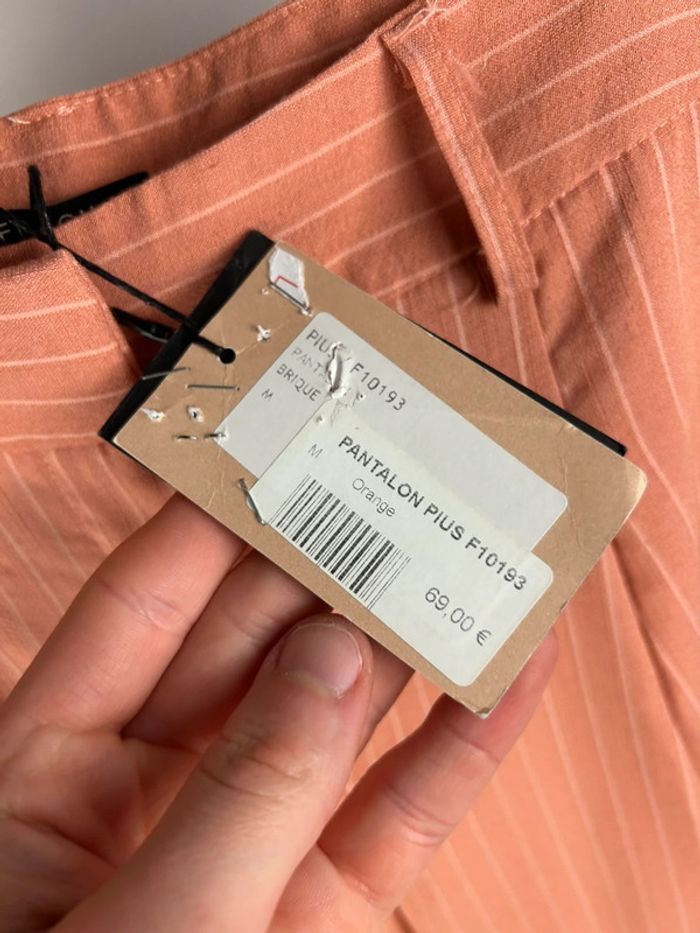 PIUS F10193
BRIQUE
M
PANTALON PIUS F10193
M
Orange
69,00 €